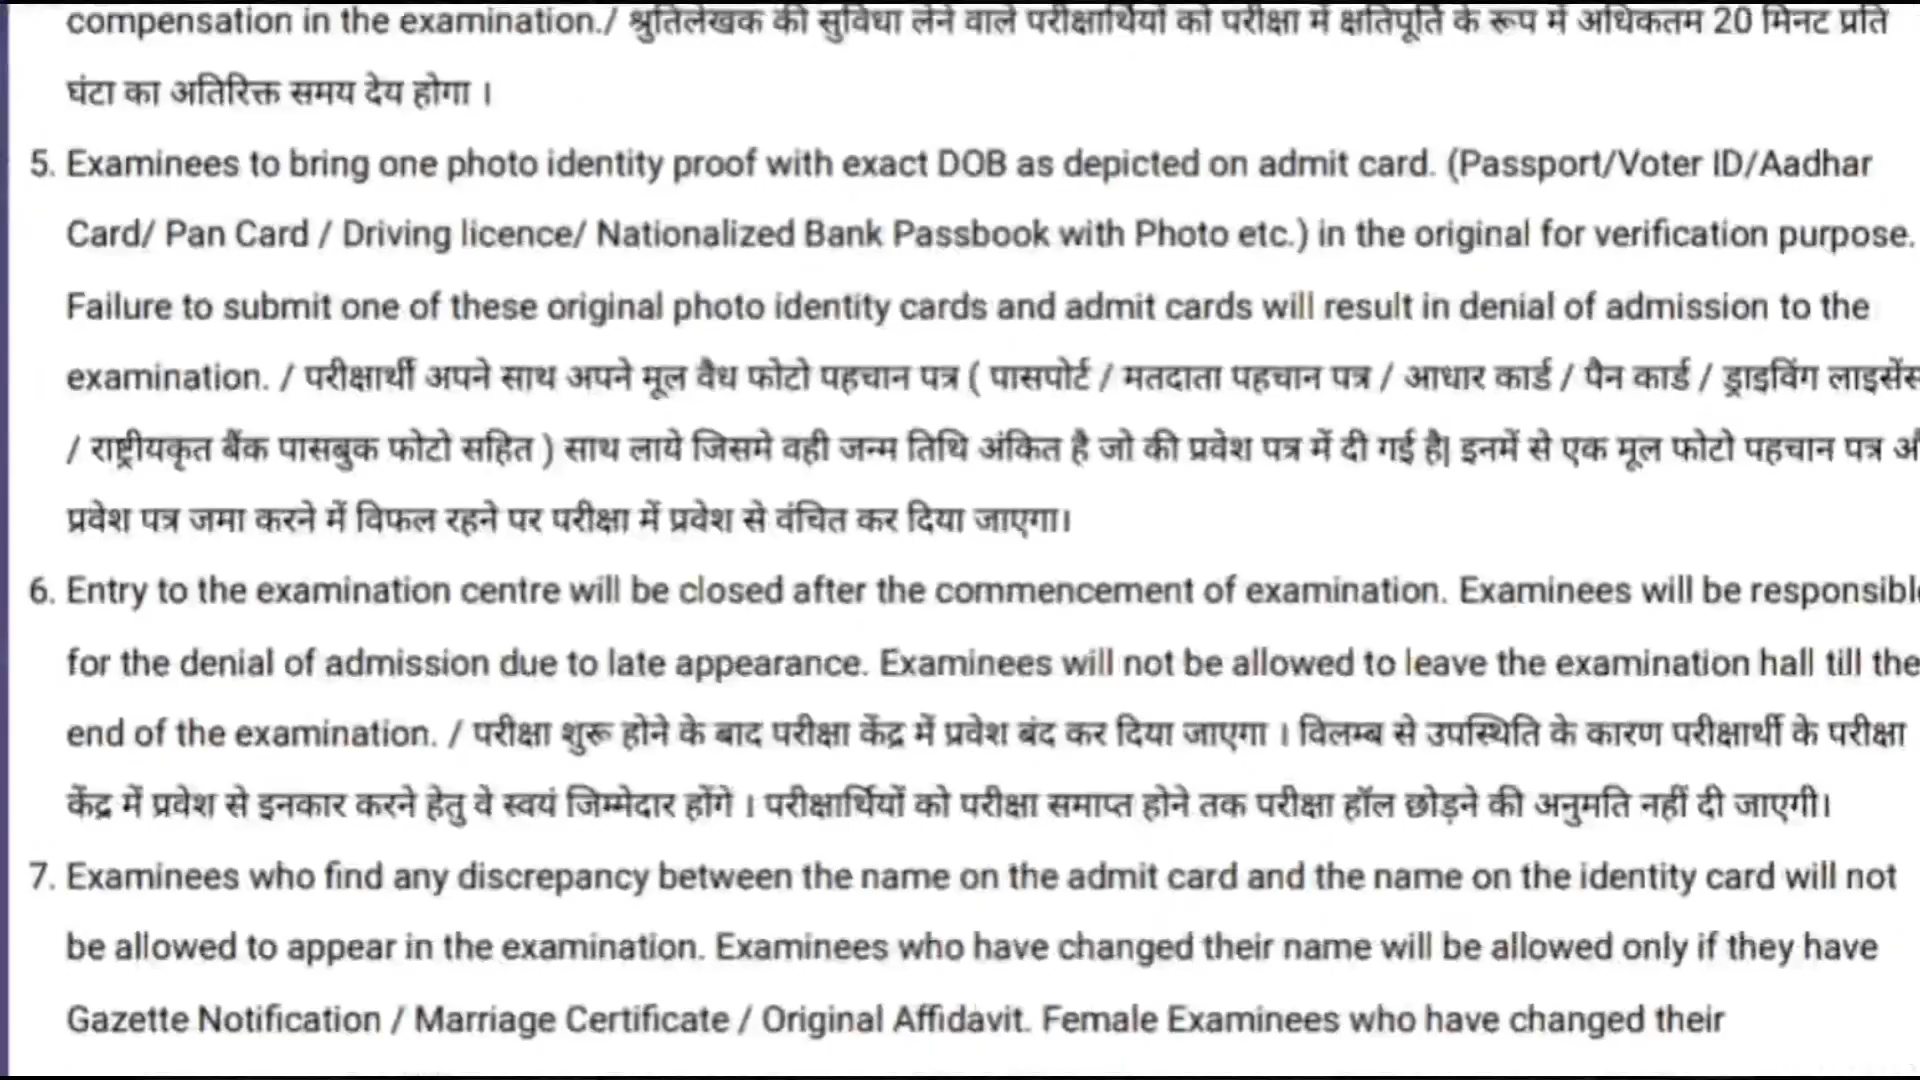 compensation in the examination./ श्रुतिलेखक की सुविधा लेने वाले परीक्षार्थियों को परीक्षा में क्षतिपूर्ति के रूप में अधिकतम 20 मिनट प्रति
घंटा का अतिरिक्त समय देय होगा ।
5. Examinees to bring one photo identity proof with exact DOB as depicted on admit card. (Passport/Voter ID/Aadhar
Card/ Pan Card / Driving licence/ Nationalized Bank Passbook with Photo etc.) in the original for verification purpose.
Failure to submit one of these original photo identity cards and admit cards will result in denial of admission to the
examination. / परीक्षार्थी अपने साथ अपने मूल वैध फोटो पहचान पत्र ( पासपोर्ट / मतदाता पहचान पत्र / आधार कार्ड / पैन कार्ड / ड्राइविंग लाइसेंस
/ राष्ट्रीयकृत बैंक पासबुक फोटो सहित ) साथ लाये जिसमे वही जन्म तिथि अंकित है जो की प्रवेश पत्र में दी गई है| इनमें से एक मूल फोटो पहचान पत्र
प्रवेश पत्र जमा करने में विफल रहने पर परीक्षा में प्रवेश से वंचित कर दिया जाएगा।
6. Entry to the examination centre will be closed after the commencement of examination. Examinees will be responsible
for the denial of admission due to late appearance. Examinees will not be allowed to leave the examination hall till the
end of the examination. / परीक्षा शुरू होने के बाद परीक्षा केंद्र में प्रवेश बंद कर दिया जाएगा । विलम्ब से उपस्थिति के कारण परीक्षार्थी के परीक्षा
केंद्र में प्रवेश से इनकार करने हेतु वे स्वयं जिम्मेदार होंगे । परीक्षार्थियों को परीक्षा समाप्त होने तक परीक्षा हॉल छोड़ने की अनुमति नहीं दी जाएगी।
7. Examinees who find any discrepancy between the name on the admit card and the name on the identity card will not
be allowed to appear in the examination. Examinees who have changed their name will be allowed only if they have
Gazette Notification / Marriage Certificate / Original Affidavit. Female Examinees who have changed their